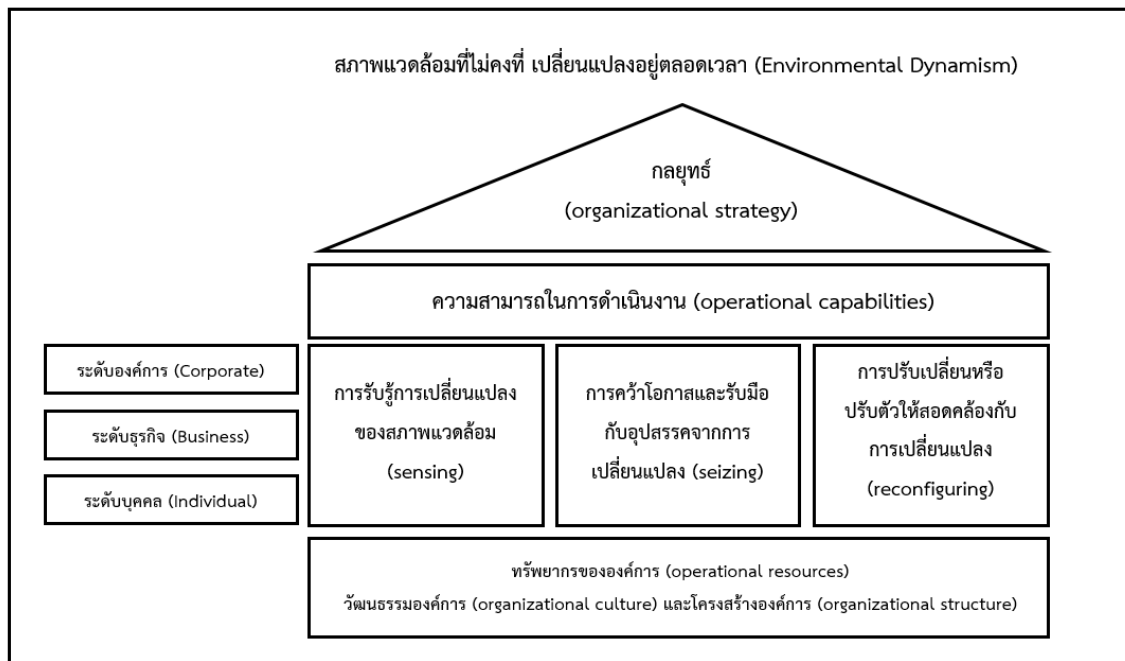 สภาพแวดล้อมที่ไม่คงที่ เปลี่ยนแปลงอยู่ตลอดเวลา (Environmental Dynamism)
กลยุทธ์
(organizational strategy)
ความสามารถในการดำเนินงาน (operational capabilities)
ระดับองค์การ (Corporate)
ระดับธุรกิจ (Business)
ระดับบุคคล (Individual)
การรับรู้การเปลี่ยนแปลง
ของสภาพแวดล้อม
(sensing)
การคว้าโอกาสและรับมือ
กับอุปสรรคจากการ
เปลี่ยนแปลง (seizing)
การปรับเปลี่ยนหรือ
ปรับตัวให้สอดคล้องกับ
การเปลี่ยนแปลง
(reconfiguring)
ทรัพยากรขององค์การ (operational resources)
วัฒนธรรมองค์การ (organizational culture) และโครงสร้างองค์การ (organizational structure)